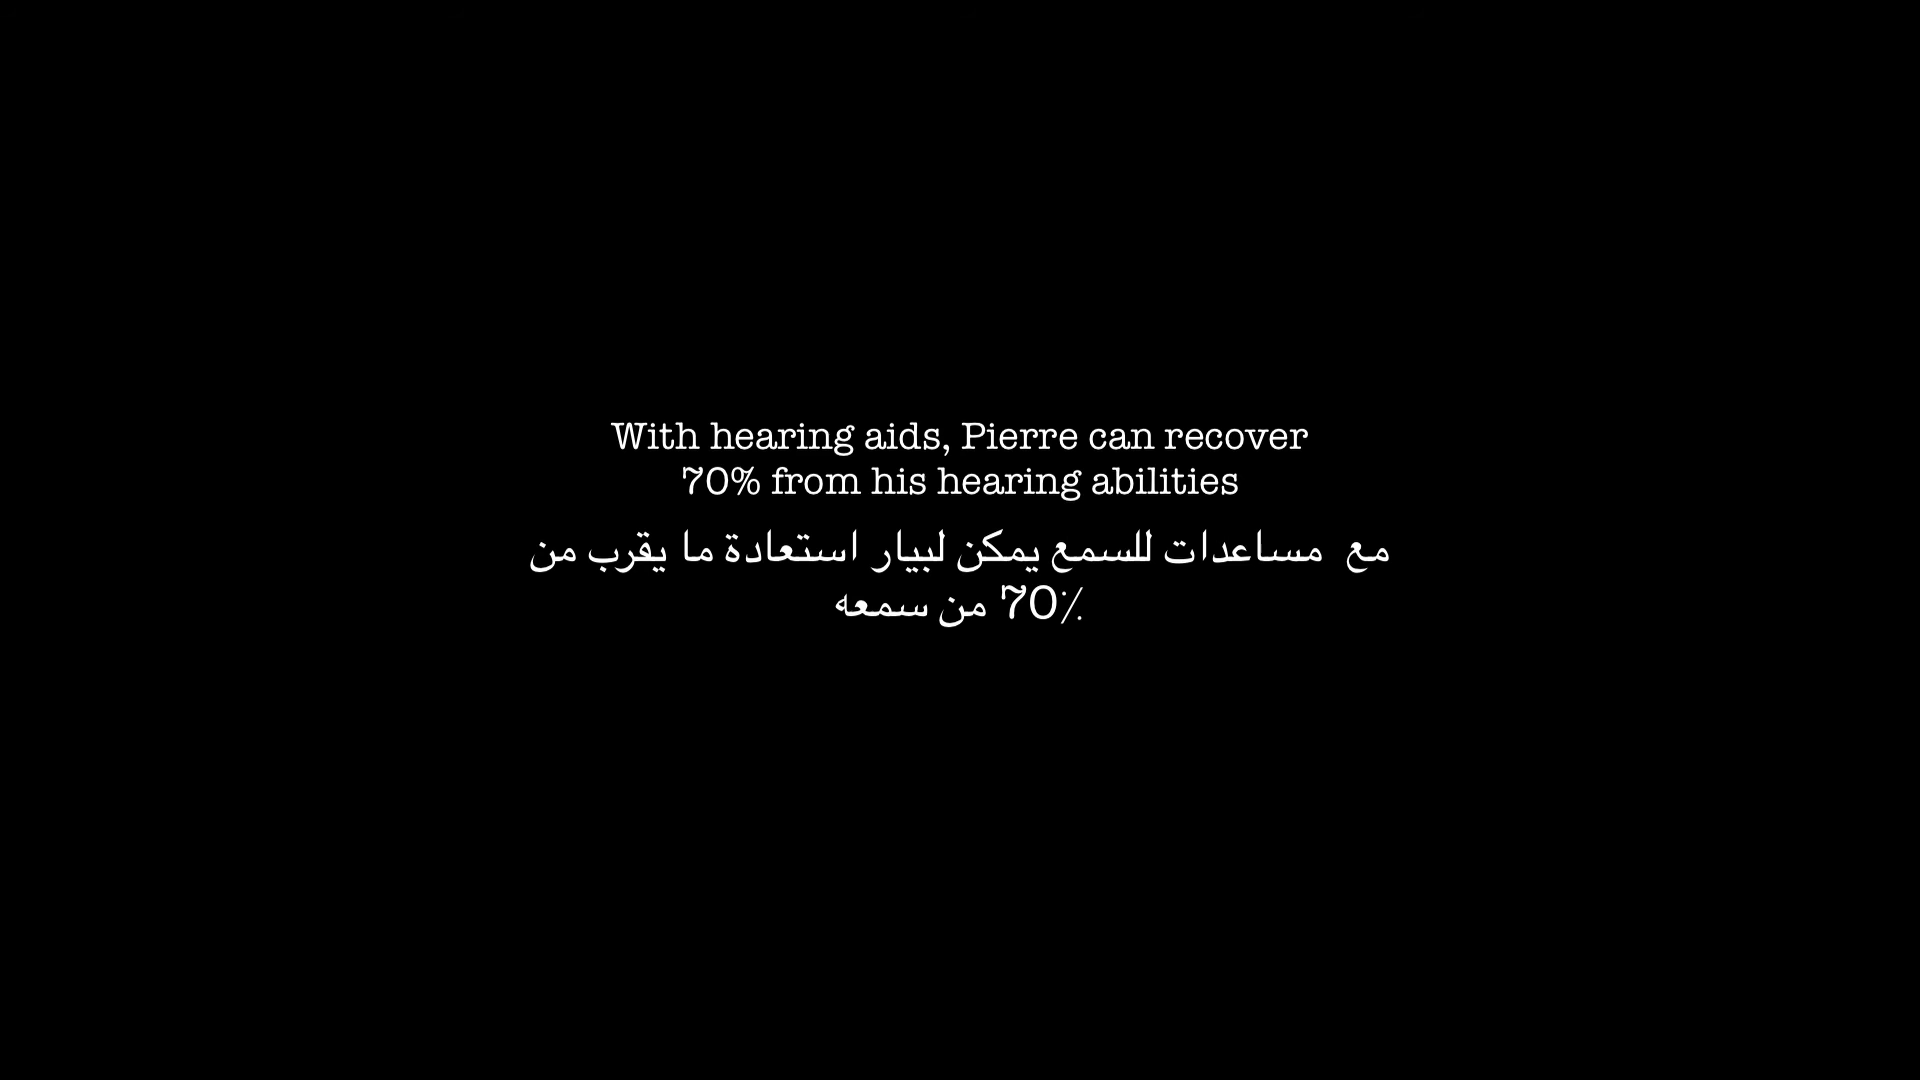 With hearing aids, Pierre can recover
70% from his hearing abilities
مع مساعدات للسمع يمكن لبيار استعادة ما يقرب من
70٪ من سمعه